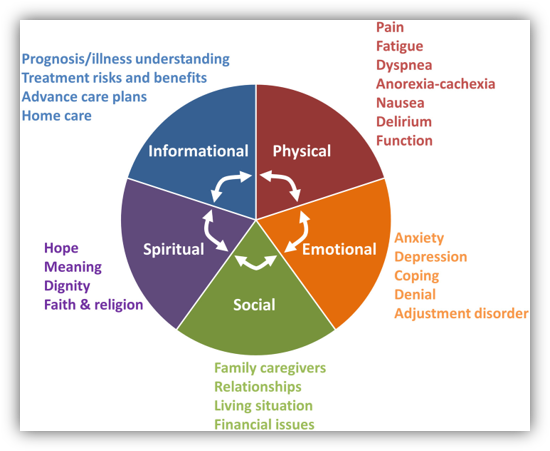 Pain
Fatigue
Dyspnea
Anorexia-cachexia
Nausea
Delirium
Function
Prognosis/illness understanding
Treatment risks and benefits
Advance care plans
Home care
Informational
Physical
Spiritual
Emotional
Social
Hope
Meaning
Dignity
Faith & religion
Anxiety
Depression
Coping
Denial
Adjustment disorder
Family caregivers
Relationships
Living situation
Financial issues